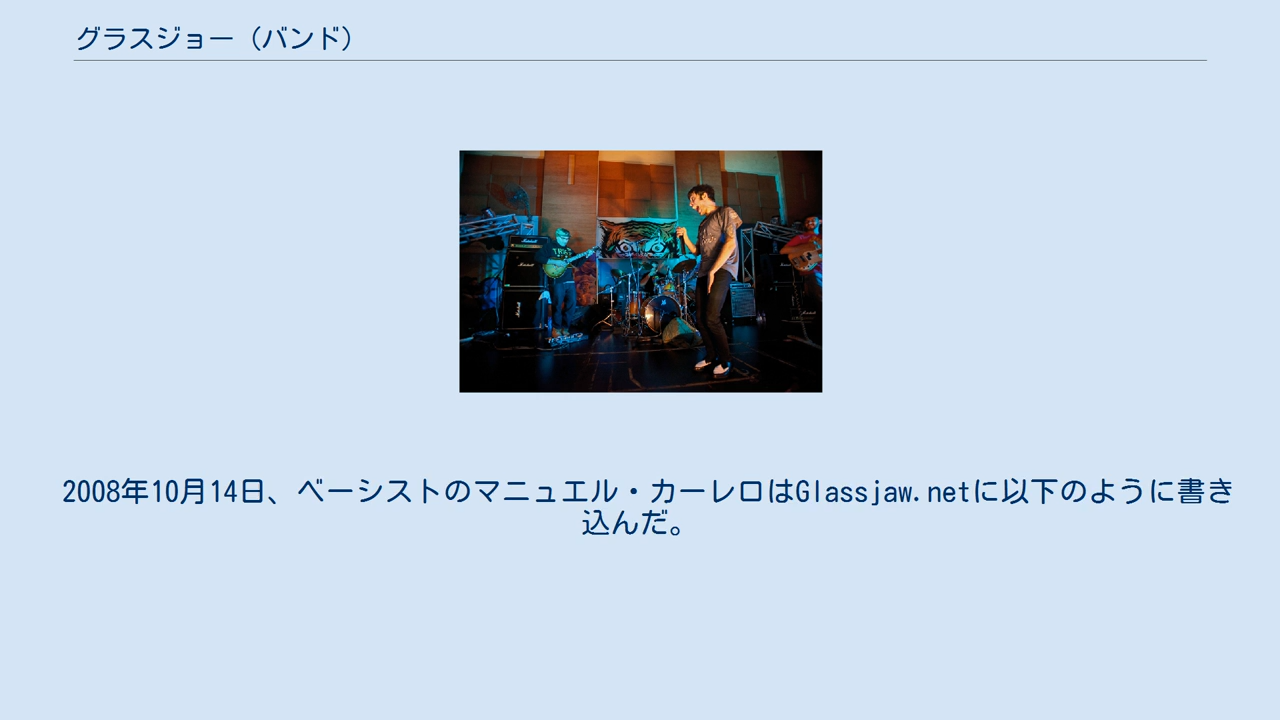 グラスジョー（バンド）
2008年10月14日、ベーシストのマニュエル・カーレロはGlassjaw.netに以下のように書き
込んだ。